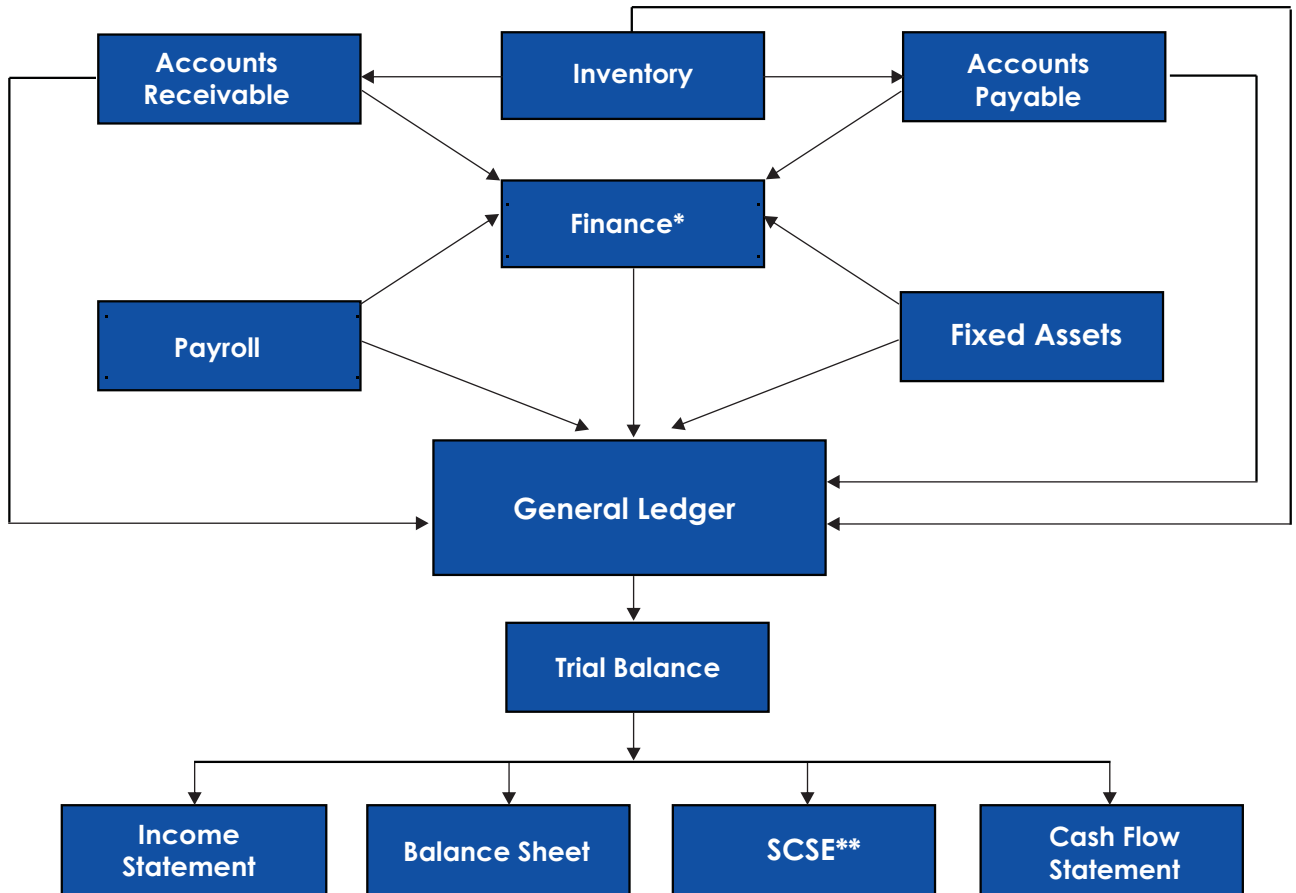 Accounts
Receivable
Inventory
Accounts
Payable
Finance*
Payroll
Fixed Assets
General Ledger
Trial Balance
Income
Statement
Balance Sheet
SCSE**
Cash Flow
Statement